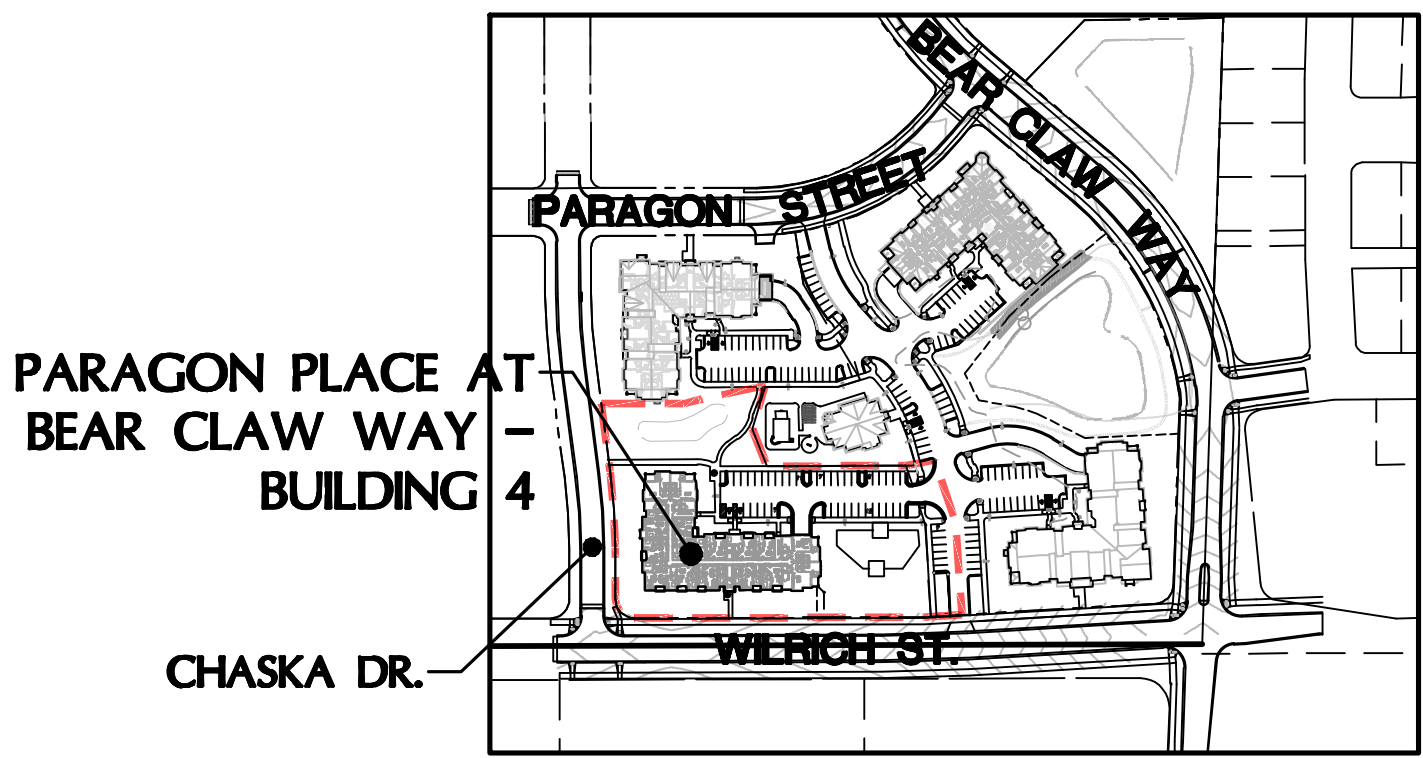 BEAR CLAW WAY
PARAGON STREET
PARAGON PLACE AT
BEAR CLAW WAY –
BUILDING 4
WILRICH ST.
CHASKA DR.